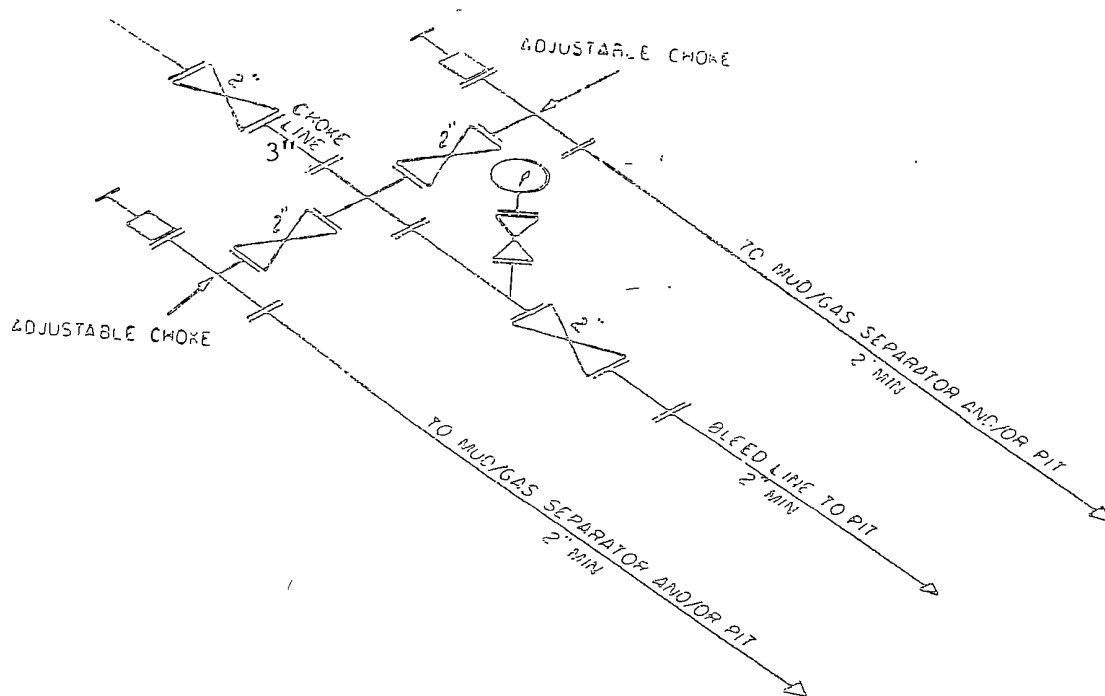 ADJUSTABLE CHOKE
2"
CHOKE
LINE
3"
2"
2"
ADJUSTABLE CHOKE
2"
TO MUD/GAS SEPARATOR AND/OR PIT
2" MIN
BLEED LINE TO PIT
2" MIN
TO MUD/GAS SEPARATOR AND/OR PIT
2" MIN